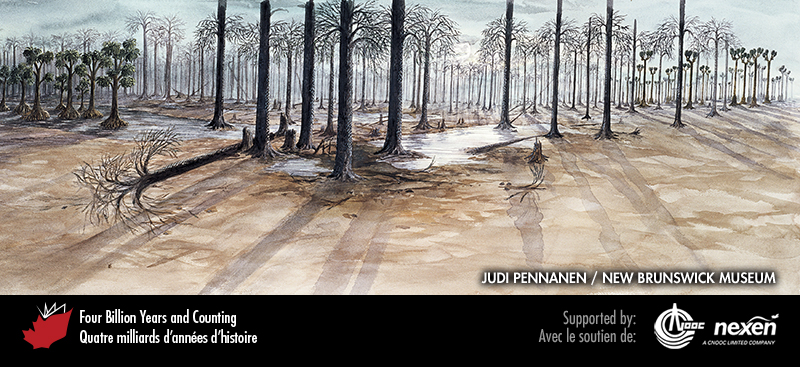 JUDI PENNANEN / NEW BRUNSWICK MUSEUM
Four Billion Years and Counting
Quatre milliards d'années d'histoire
Supported by:
Avec le soutien de:
CNOOC
nexen
A CNOOC LIMITED COMPANY